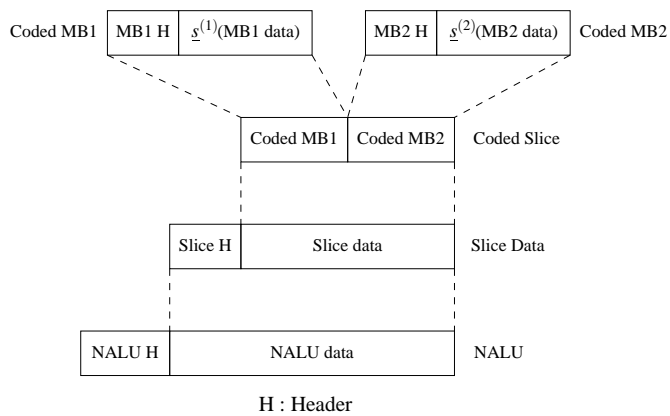 Coded MB1 MB1 H s⁽¹⁾(MB1 data) MB2 H s⁽²⁾(MB2 data) Coded MB2
Coded MB1 Coded MB2 Coded Slice
Slice H Slice data Slice Data
NALU H NALU data NALU
H : Header